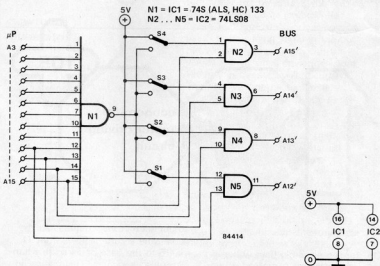 N1 = IC1 = 74S (ALS, HC) 133
N2 ... N5 = IC2 = 74LS08
5V
μP
BUS
A3
1
2
3
4
5
6
7
10
11
12
13
14
A15
15
N1
9
S4
1
2
N2
3
A15'
S3
4
5
N3
6
A14'
S2
9
10
N4
8
A13'
S1
12
13
N5
11
A12'
84414
5V
16
14
IC1
IC2
8
7
0